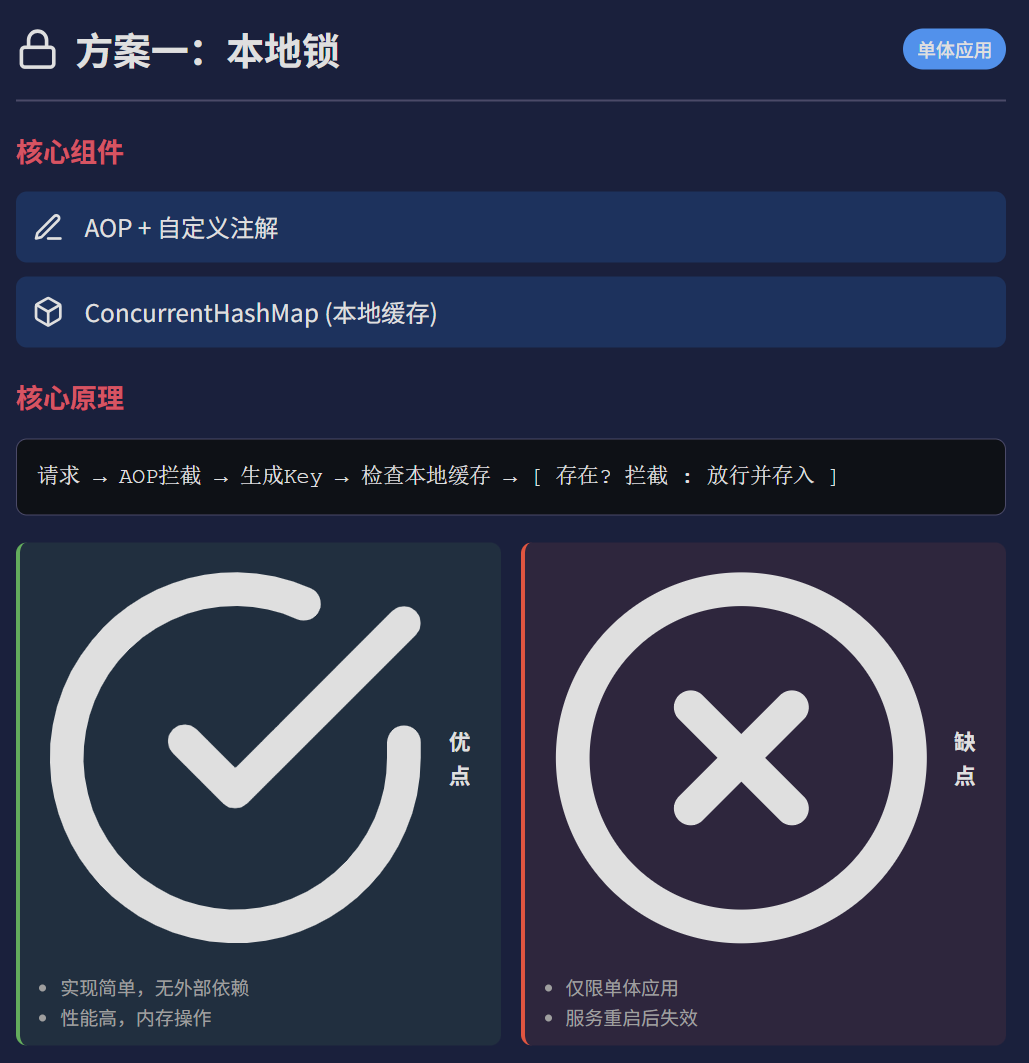 方案一：本地锁
单体应用
核心组件
AOP + 自定义注解
ConcurrentHashMap (本地缓存)
核心原理
请求 → AOP拦截 → 生成Key → 检查本地缓存 → [ 存在? 拦截 : 放行并存入 ]
优
点
实现简单，无外部依赖
性能高，内存操作
缺
点
仅限单体应用
服务重启后失效